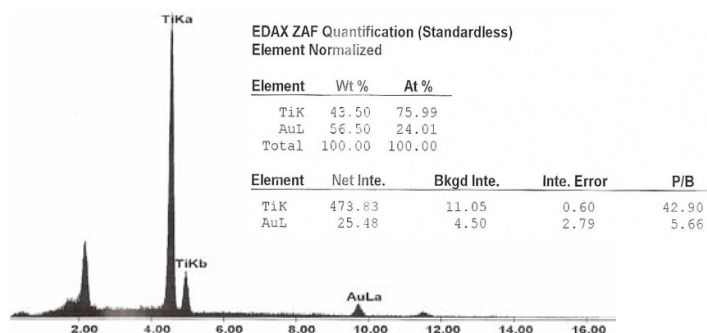 TiKa
EDAX ZAF Quantification (Standardless)
Element Normalized
Element Wt % At %
TiK 43.50 75.99
AuL 56.50 24.01
Total 100.00 100.00
Element Net Inte. Bkgd Inte. Inte. Error P/B
TiK 473.83 11.05 0.60 42.90
AuL 25.48 4.50 2.79 5.66
TiKb
AuLa
2.00 4.00 6.00 8.00 10.00 12.00 14.00 16.00